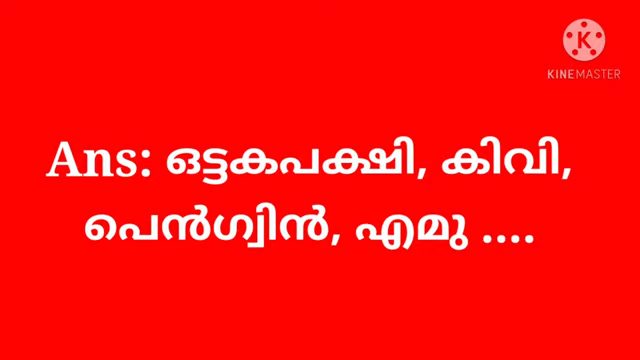 KINEMASTER
Ans: ഒട്ടകപക്ഷി, കിവി,
പെൻഗ്വിൻ, എമു ....